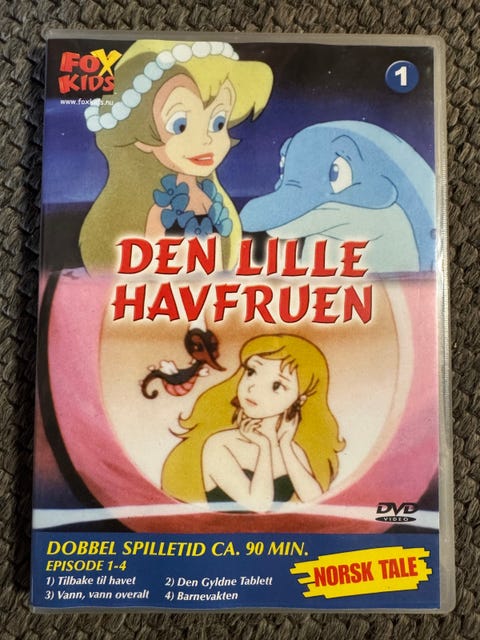 FOX
KIDS
www.foxkids.nu
1
DEN LILLE
HAVFRUEN
DVD
VIDEO
DOBBEL SPILLETID CA. 90 MIN.
EPISODE 1-4
1) Tilbake til havet 2) Den Gyldne Tablett
3) Vann, vann overalt 4) Barnevakten
NORSK TALE